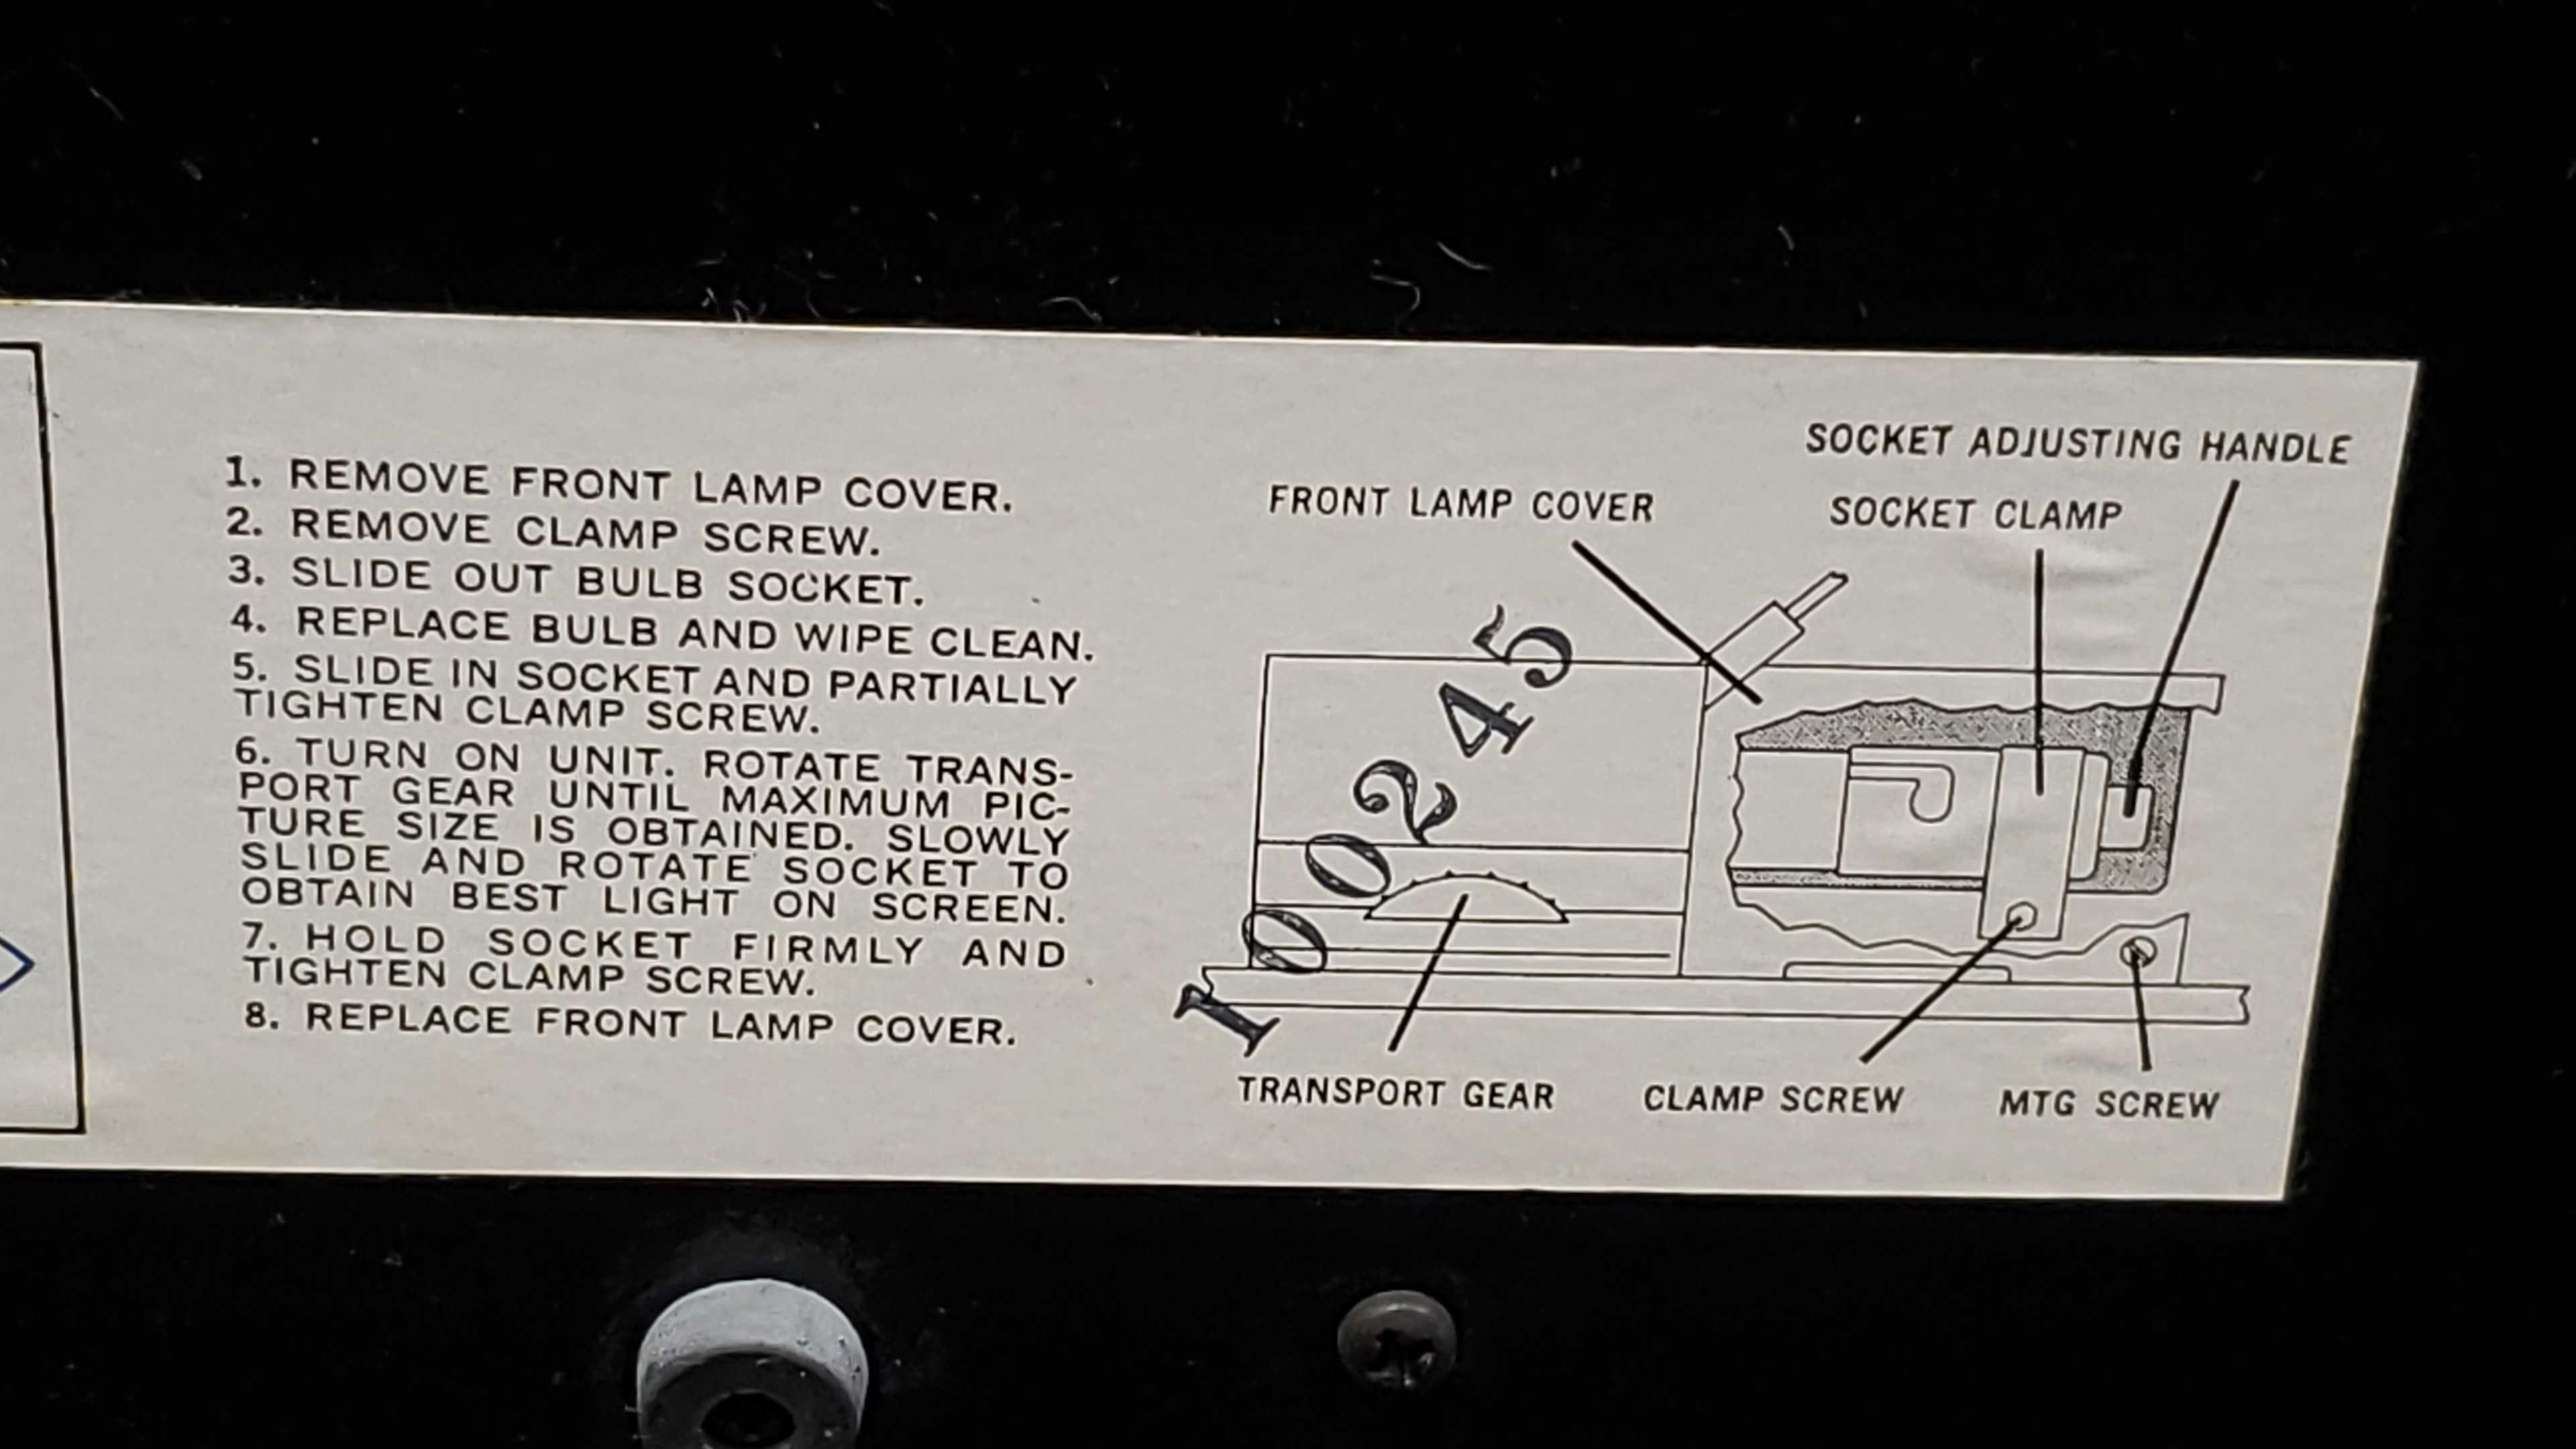 1. REMOVE FRONT LAMP COVER.
2. REMOVE CLAMP SCREW.
3. SLIDE OUT BULB SOCKET.
4. REPLACE BULB AND WIPE CLEAN.
5. SLIDE IN SOCKET AND PARTIALLY
TIGHTEN CLAMP SCREW.
6. TURN ON UNIT. ROTATE TRANS-
PORT GEAR UNTIL MAXIMUM PIC-
TURE SIZE IS OBTAINED. SLOWLY
SLIDE AND ROTATE SOCKET TO
OBTAIN BEST LIGHT ON SCREEN.
7. HOLD SOCKET FIRMLY AND
TIGHTEN CLAMP SCREW.
8. REPLACE FRONT LAMP COVER.
SOCKET ADJUSTING HANDLE
FRONT LAMP COVER
SOCKET CLAMP
100245
TRANSPORT GEAR
CLAMP SCREW
MTG SCREW